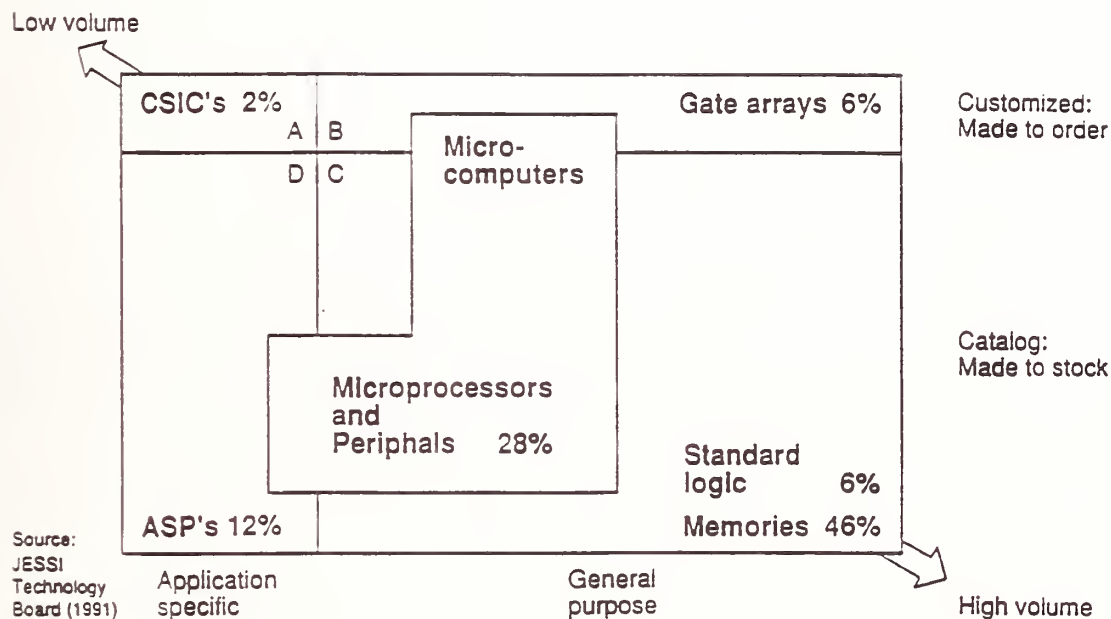 Low volume
CSIC's 2%
Gate arrays 6%
Customized:
Made to order
A B
Micro-
computers
D C
Catalog:
Made to stock
Microprocessors
and
Periphals 28%
Standard
logic 6%
ASP's 12%
Memories 46%
Source:
JESSI
Technology
Board (1991)
Application
specific
General
purpose
High volume